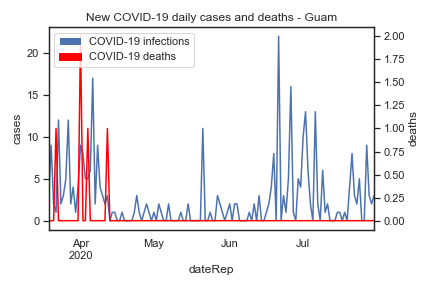 New COVID-19 daily cases and deaths - Guam
COVID-19 infections
COVID-19 deaths
20
15
10
5
0
cases
2.00
1.75
1.50
1.25
1.00
0.75
0.50
0.25
0.00
deaths
Apr
2020
May
Jun
Jul
dateRep